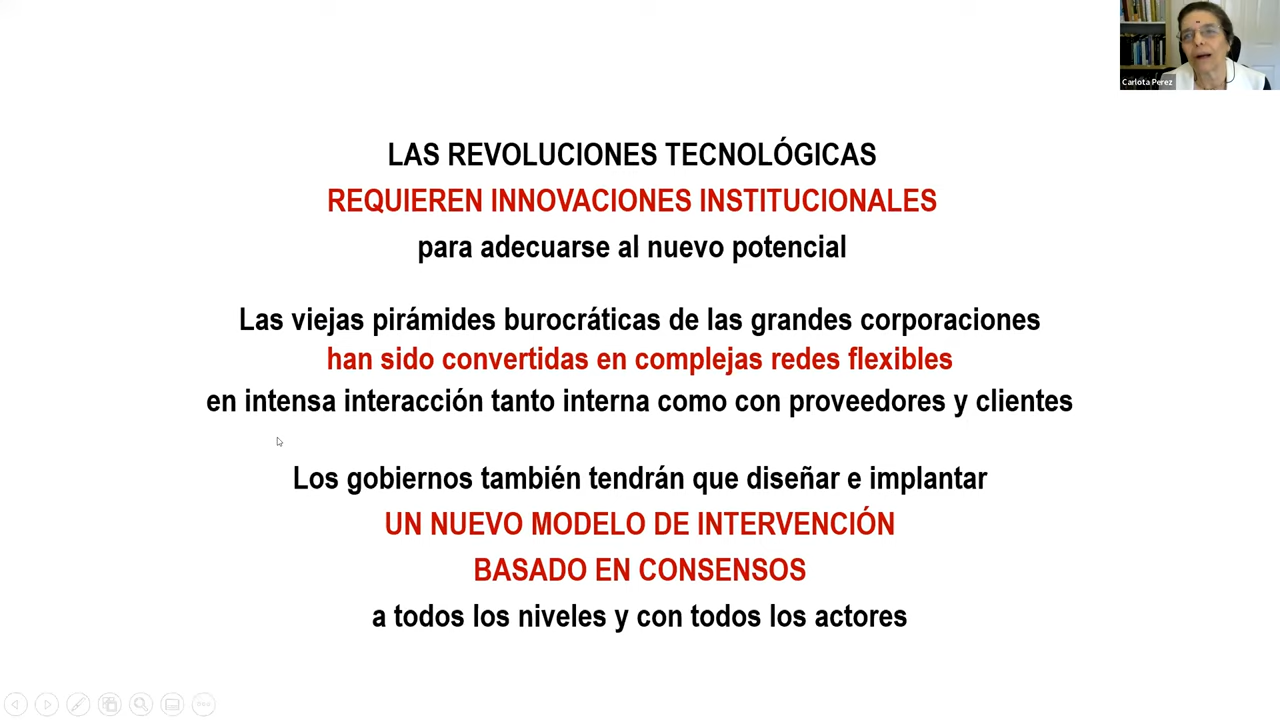 Carlota Perez
LAS REVOLUCIONES TECNOLÓGICAS
REQUIEREN INNOVACIONES INSTITUCIONALES
para adecuarse al nuevo potencial
Las viejas pirámides burocráticas de las grandes corporaciones
han sido convertidas en complejas redes flexibles
en intensa interacción tanto interna como con proveedores y clientes
Los gobiernos también tendrán que diseñar e implantar
UN NUEVO MODELO DE INTERVENCIÓN
BASADO EN CONSENSOS
a todos los niveles y con todos los actores